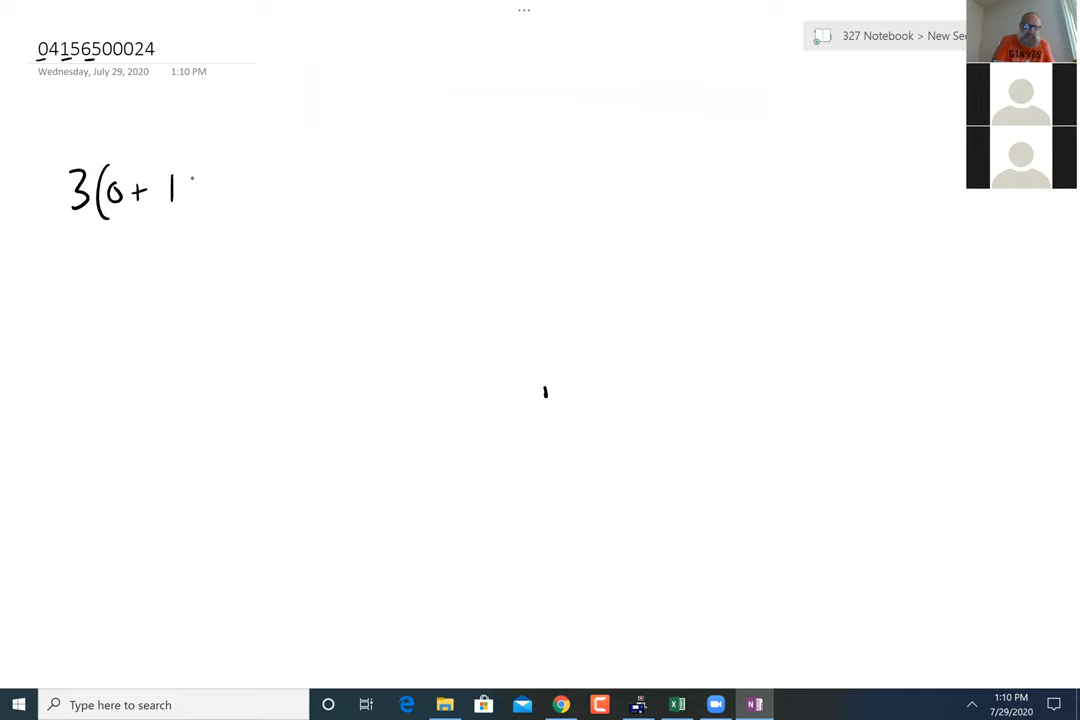 ...
327 Notebook > New Se
04156500024
Wednesday, July 29, 2020 1:10 PM
GIANTS
3(0+ 1
Type here to search
1:10 PM
7/29/2020